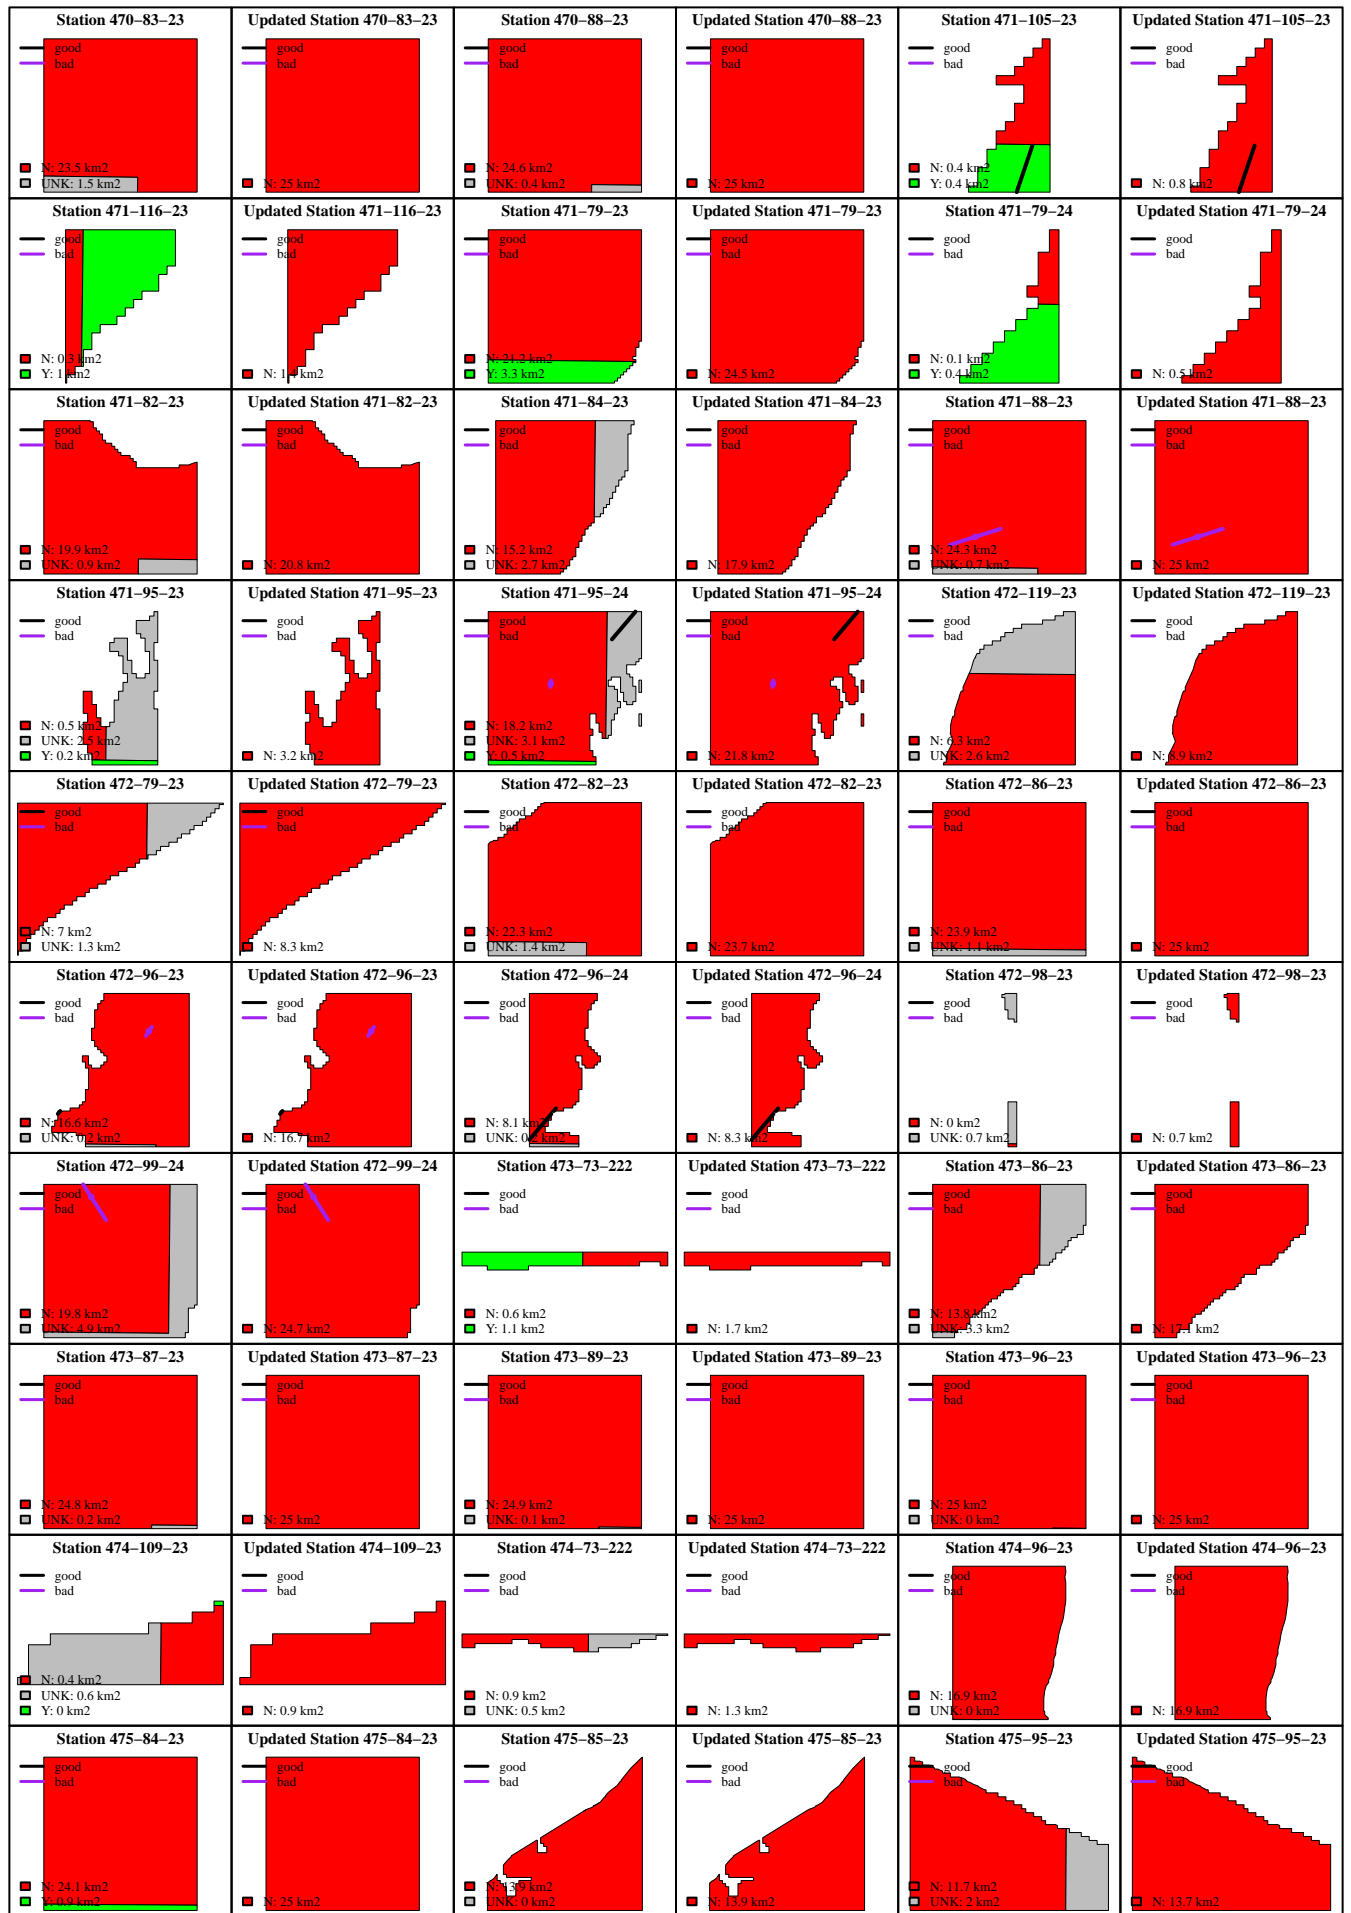 Station 470–83–23
good
bad
N: 23.5 km2
UNK: 1.5 km2
Updated Station 470–83–23
good
bad
N: 25 km2
Station 470–88–23
good
bad
N: 24.6 km2
UNK: 0.4 km2
Updated Station 470–88–23
good
bad
N: 25 km2
Station 471–105–23
good
bad
N: 0.4 km2
Y: 0.4 km2
Updated Station 471–105–23
good
bad
N: 0.8 km2
Station 471–116–23
good
bad
N: 0.3 km2
Y: 1 km2
Updated Station 471–116–23
good
bad
N: 1.4 km2
Station 471–79–23
good
bad
N: 21.2 km2
Y: 3.3 km2
Updated Station 471–79–23
good
bad
N: 24.5 km2
Station 471–79–24
good
bad
N: 0.1 km2
Y: 0.4 km2
Updated Station 471–79–24
good
bad
N: 0.5 km2
Station 471–82–23
good
bad
N: 19.9 km2
UNK: 0.9 km2
Updated Station 471–82–23
good
bad
N: 20.8 km2
Station 471–84–23
good
bad
N: 15.2 km2
UNK: 2.7 km2
Updated Station 471–84–23
good
bad
N: 17.9 km2
Station 471–88–23
good
bad
N: 24.3 km2
UNK: 0.7 km2
Updated Station 471–88–23
good
bad
N: 25 km2
Station 471–95–23
good
bad
N: 0.5 km2
UNK: 2.5 km2
Y: 0.2 km2
Updated Station 471–95–23
good
bad
N: 3.2 km2
Station 471–95–24
good
bad
N: 18.2 km2
UNK: 3.1 km2
Y: 0.5 km2
Updated Station 471–95–24
good
bad
N: 21.8 km2
Station 472–119–23
good
bad
N: 6.3 km2
UNK: 2.6 km2
Updated Station 472–119–23
good
bad
N: 8.9 km2
Station 472–79–23
good
bad
N: 7 km2
UNK: 1.3 km2
Updated Station 472–79–23
good
bad
N: 8.3 km2
Station 472–82–23
good
bad
N: 22.3 km2
UNK: 1.4 km2
Updated Station 472–82–23
good
bad
N: 23.7 km2
Station 472–86–23
good
bad
N: 23.9 km2
UNK: 1.1 km2
Updated Station 472–86–23
good
bad
N: 25 km2
Station 472–96–23
good
bad
N: 16.6 km2
UNK: 0.2 km2
Updated Station 472–96–23
good
bad
N: 16.7 km2
Station 472–96–24
good
bad
N: 8.1 km2
UNK: 0.2 km2
Updated Station 472–96–24
good
bad
N: 8.3 km2
Station 472–98–23
good
bad
N: 0 km2
UNK: 0.7 km2
Updated Station 472–98–23
good
bad
N: 0.7 km2
Station 472–99–24
good
bad
N: 19.8 km2
UNK: 4.9 km2
Updated Station 472–99–24
good
bad
N: 24.7 km2
Station 473–73–222
good
bad
N: 0.6 km2
Y: 1.1 km2
Updated Station 473–73–222
good
bad
N: 1.7 km2
Station 473–86–23
good
bad
N: 13.8 km2
UNK: 3.3 km2
Updated Station 473–86–23
good
bad
N: 17.1 km2
Station 473–87–23
good
bad
N: 24.8 km2
UNK: 0.2 km2
Updated Station 473–87–23
good
bad
N: 25 km2
Station 473–89–23
good
bad
N: 24.9 km2
UNK: 0.1 km2
Updated Station 473–89–23
good
bad
N: 25 km2
Station 473–96–23
good
bad
N: 25 km2
UNK: 0 km2
Updated Station 473–96–23
good
bad
N: 25 km2
Station 474–109–23
good
bad
N: 0.4 km2
UNK: 0.6 km2
Y: 0 km2
Updated Station 474–109–23
good
bad
N: 0.9 km2
Station 474–73–222
good
bad
N: 0.9 km2
UNK: 0.5 km2
Updated Station 474–73–222
good
bad
N: 1.3 km2
Station 474–96–23
good
bad
N: 16.9 km2
UNK: 0 km2
Updated Station 474–96–23
good
bad
N: 16.9 km2
Station 475–84–23
good
bad
N: 24.1 km2
Y: 0.9 km2
Updated Station 475–84–23
good
bad
N: 25 km2
Station 475–85–23
good
bad
N: 13.9 km2
UNK: 0 km2
Updated Station 475–85–23
good
bad
N: 13.9 km2
Station 475–95–23
good
bad
N: 11.7 km2
UNK: 2 km2
Updated Station 475–95–23
good
bad
N: 13.7 km2